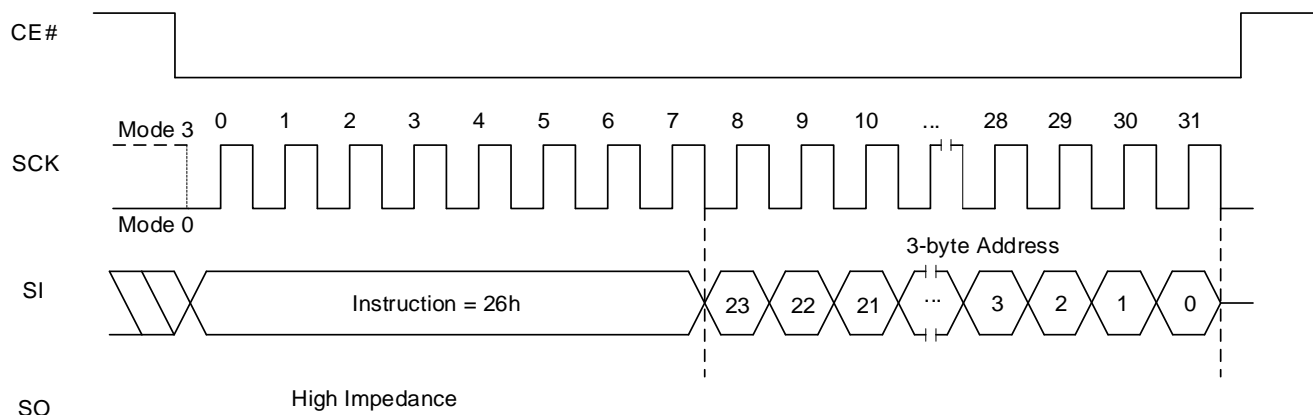 CE#
0 1 2 3 4 5 6 7 8 9 10 ... 28 29 30 31
Mode 3
SCK
Mode 0
3-byte Address
SI
Instruction = 26h 23 22 21 ... 3 2 1 0
High Impedance
SO